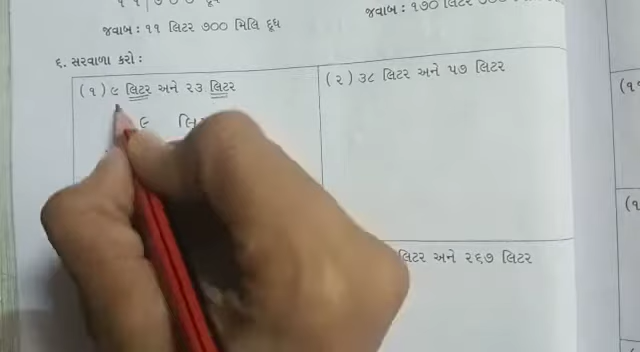 જવાબ : ૧૧ લિટર ૭૦૦ મિલિ દૂધ
જવાબ : ૧૭૦ લિટર
૬. સરવાળા કરો :
(૧) ૯ લિટર અને ૨૩ લિટર
૯
(૨) ૩૮ લિટર અને ૫૭ લિટર
લિટર અને ૨૬૭ લિટર